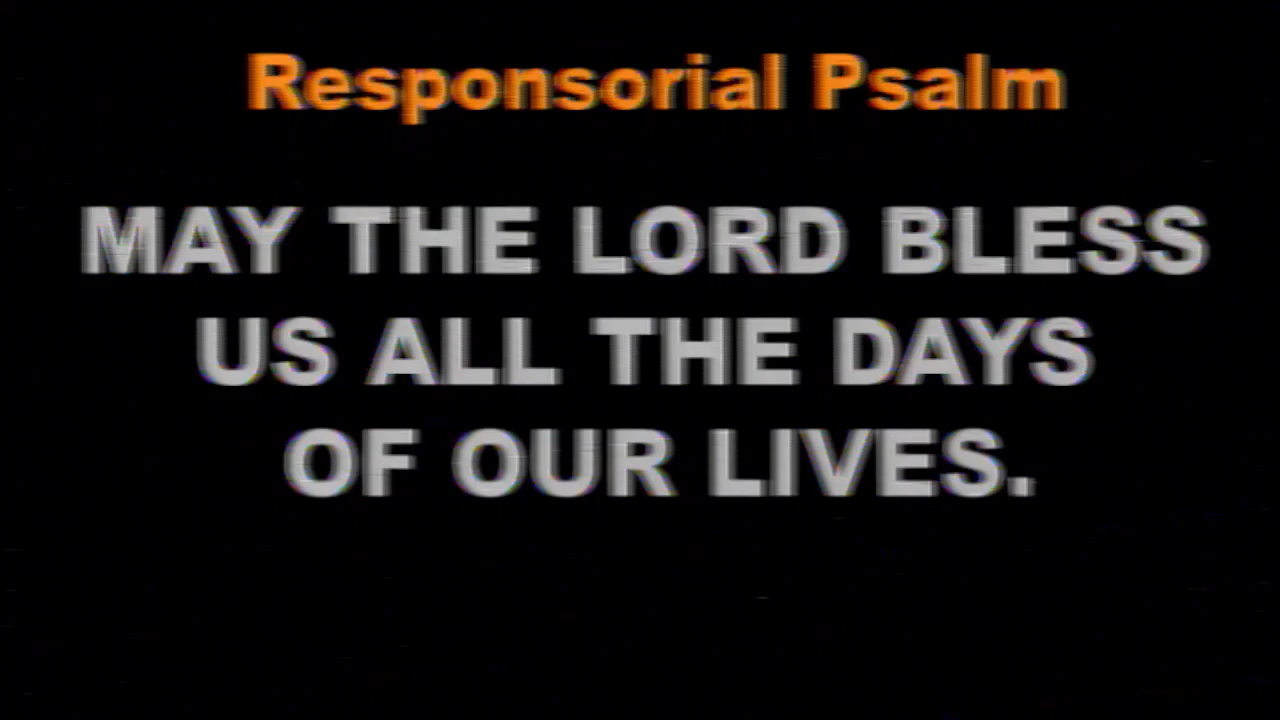 Responsorial Psalm
MAY THE LORD BLESS
US ALL THE DAYS
OF OUR LIVES.